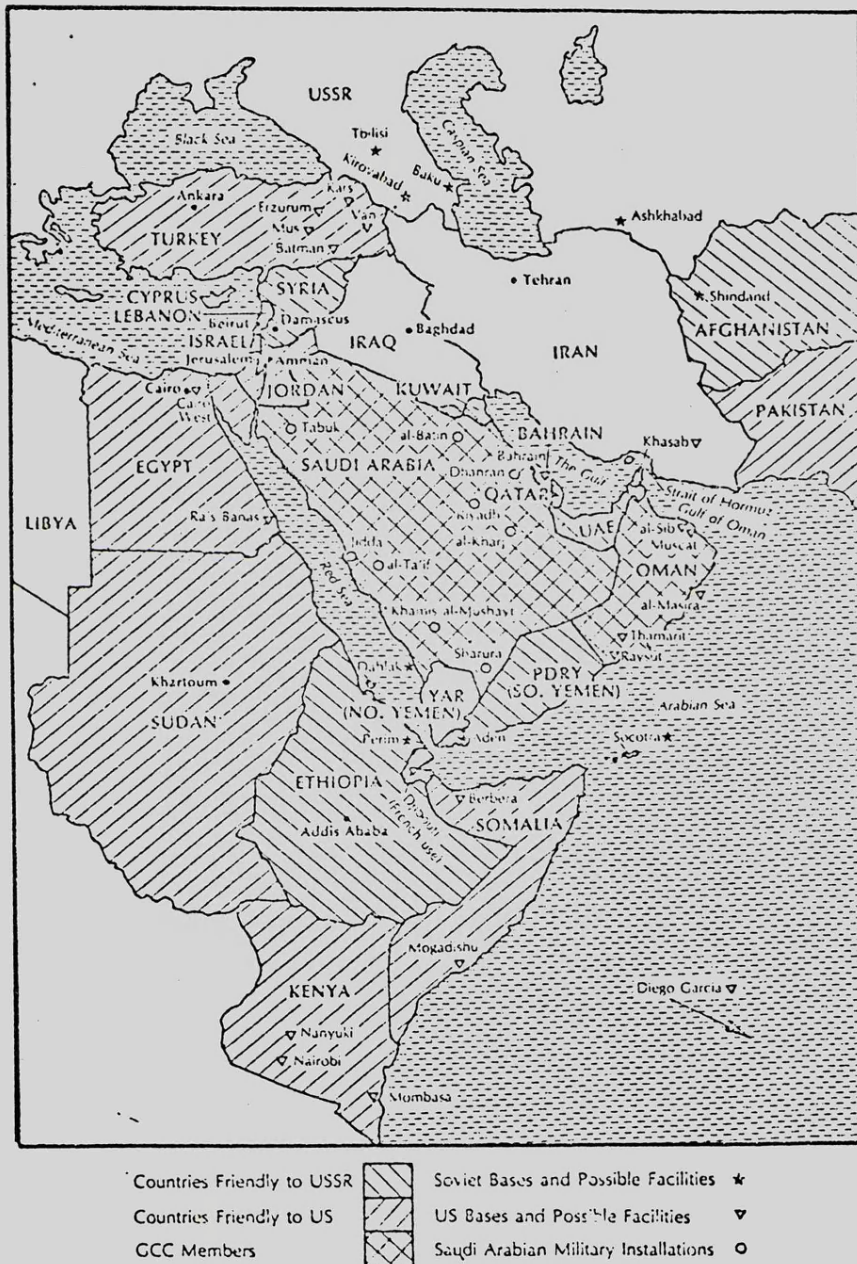 USSR
Black Sea
Caspian Sea
Tbilisi
Kirovabad
Baku
Ankara
Kars
Erzurum
Van
Mus
TURKEY
Batman
Ashkhabad
Tehran
CYPRUS
SYRIA
LEBANON
Shindand
Beirut
Damascus
Baghdad
AFGHANISTAN
Mediterranean Sea
ISRAEL
IRAQ
IRAN
Jerusalem
Amman
Cairo
JORDAN
KUWAIT
Cairo
West
PAKISTAN
Tabuk
al-Batin
BAHRAIN
Khasab
EGYPT
SAUDI ARABIA
Bahrain
The Gulf
Dhahran
QATAR
Strait of Hormuz
Gulf of Oman
Riyadh
LIBYA
Ra's Banas
UAE
al-Sib
al-Kharj
Muscat
Jidda
al-Ta'if
OMAN
Red Sea
al-Masira
Khamis al-Mushayt
Thamarit
Sharura
Raysut
Dahlak
PDRY
(SO. YEMEN)
Khartoum
YAR
(NO. YEMEN)
Arabian Sea
SUDAN
Perim
Aden
Socotra
ETHIOPIA
Djibouti
(French use)
Berbera
Addis Ababa
SOMALIA
Mogadishu
KENYA
Diego Garcia
Nanyuki
Nairobi
Mombasa
Countries Friendly to USSR
Soviet Bases and Possible Facilities
Countries Friendly to US
US Bases and Possible Facilities
GCC Members
Saudi Arabian Military Installations